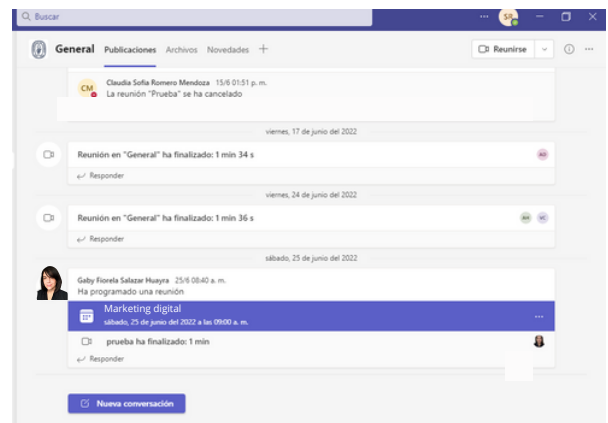 Buscar
SR
General Publicaciones Archivos Novedades
Reunirse
CM
Claudia Sofia Romero Mendoza 15/6 01:51 p. m.
La reunión "Prueba" se ha cancelado
viernes, 17 de junio del 2022
Reunión en "General" ha finalizado: 1 min 34 s
Responder
viernes, 24 de junio del 2022
Reunión en "General" ha finalizado: 1 min 36 s
Responder
sábado, 25 de junio del 2022
Gaby Fiorela Salazar Huayra 25/6 08:40 a. m.
Ha programado una reunión
Marketing digital
sábado, 25 de junio del 2022 a las 09:00 a. m.
prueba ha finalizado: 1 min
Responder
Nueva conversación